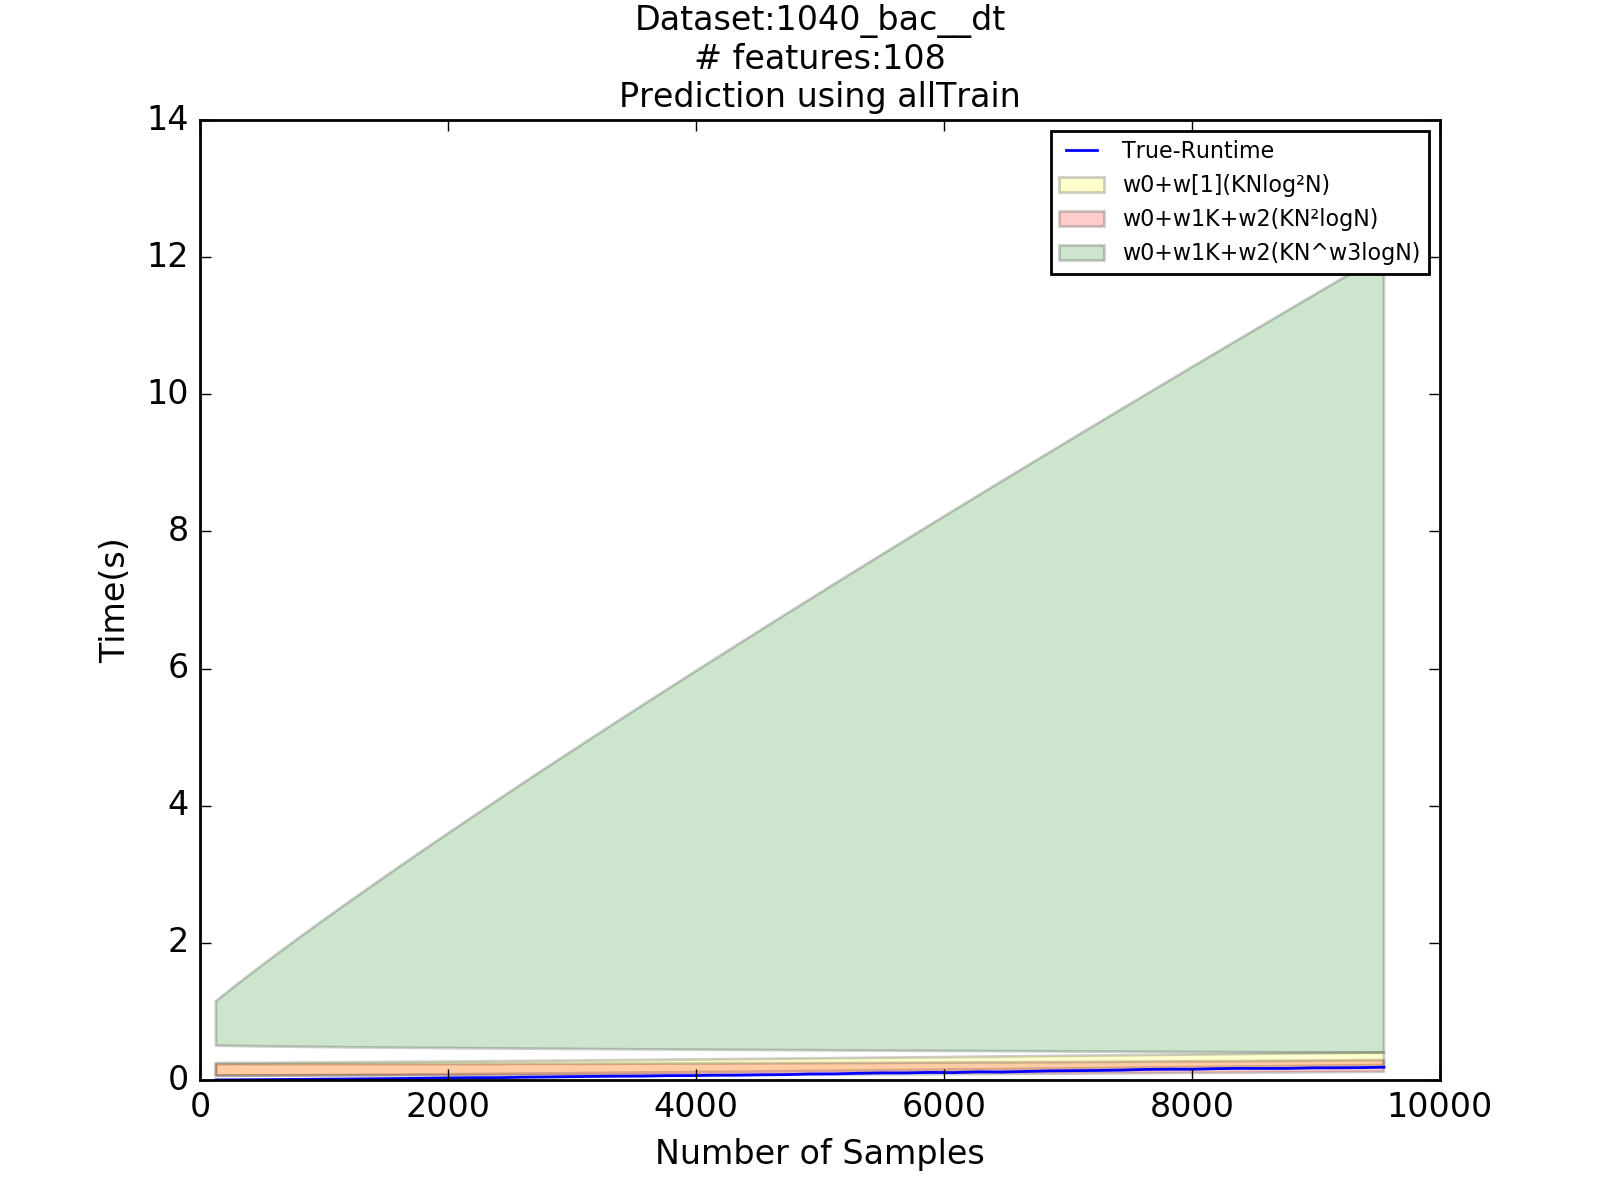 Dataset:1040_bac__dt
# features:108
Prediction using allTrain
14
12
10
8
6
4
2
0
Time(s)
True-Runtime
w0+w[1](KNlog²N)
w0+w1K+w2(KN²logN)
w0+w1K+w2(KN^w3logN)
0 2000 4000 6000 8000 10000
Number of Samples